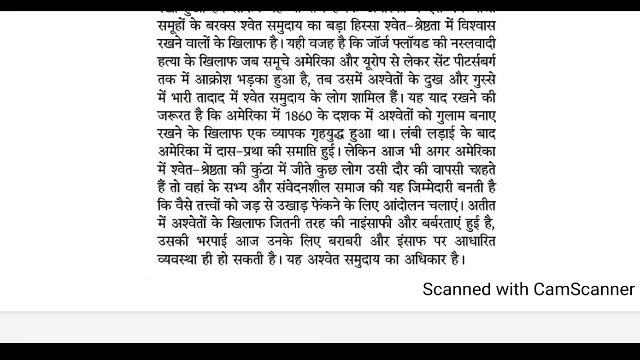 समूहों के बरक्स श्वेत समुदाय का बड़ा हिस्सा श्वेत-श्रेष्ठता में विश्वास
रखने वालों के खिलाफ है। यही वजह है कि जॉर्ज फ्लॉयड की नस्लवादी
हत्या के खिलाफ जब समूचे अमेरिका और यूरोप से लेकर सेंट पीटर्सबर्ग
तक में आक्रोश भड़का हुआ है, तब उसमें अश्वेतों के दुख और गुस्से
में भारी तादाद में श्वेत समुदाय के लोग शामिल हैं। यह याद रखने की
जरूरत है कि अमेरिका में 1860 के दशक में अश्वेतों को गुलाम बनाए
रखने के खिलाफ एक व्यापक गृहयुद्ध हुआ था। लंबी लड़ाई के बाद
अमेरिका में दास-प्रथा की समाप्ति हुई। लेकिन आज भी अगर अमेरिका
में श्वेत-श्रेष्ठता की कुंठा में जीते कुछ लोग उसी दौर की वापसी चाहते
हैं तो वहां के सभ्य और संवेदनशील समाज की यह जिम्मेदारी बनती है
कि वैसे तत्त्वों को जड़ से उखाड़ फेंकने के लिए आंदोलन चलाएं। अतीत
में अश्वेतों के खिलाफ जितनी तरह की नाइंसाफी और बर्बरताएं हुई है,
उसकी भरपाई आज उनके लिए बराबरी और इंसाफ पर आधारित
व्यवस्था ही हो सकती है। यह अश्वेत समुदाय का अधिकार है।
Scanned with CamScanner